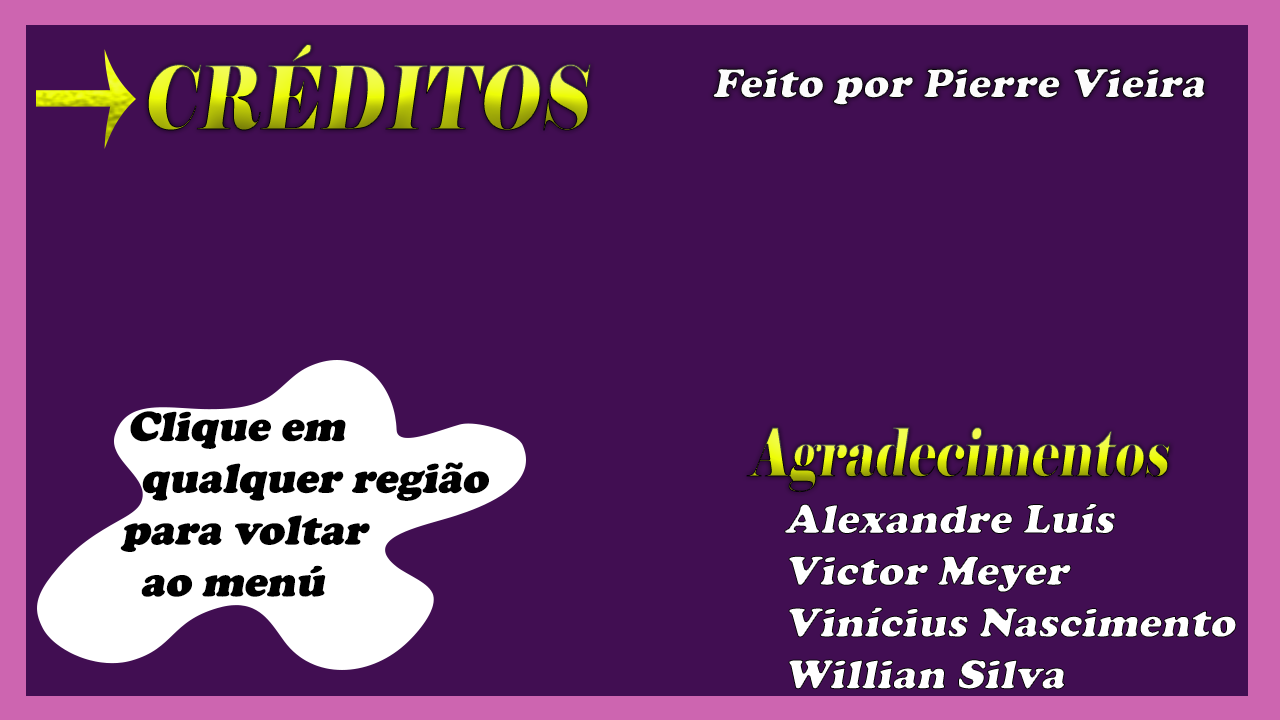 CRÉDITOS
Feito por Pierre Vieira
Clique em
qualquer região
para voltar
ao menú
Agradecimentos
Alexandre Luís
Victor Meyer
Vinícius Nascimento
Willian Silva